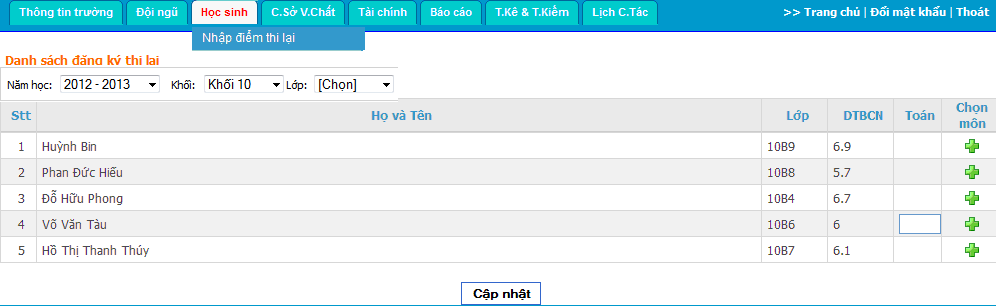 Thông tin trường Đội ngũ Học sinh C.Sở V.Chất Tài chính Báo cáo T.Kê & T.Kiếm Lịch C.Tác >> Trang chủ | Đổi mật khẩu | Thoát
Nhập điểm thi lại
Danh sách đăng ký thi lại
Năm học: 2012 - 2013 Khối: Khối 10 Lớp: [Chọn]
Stt Họ và Tên Lớp DTBCN Toán Chọn môn
1 Huỳnh Bin 10B9 6.9
2 Phan Đức Hiếu 10B8 5.7
3 Đỗ Hữu Phong 10B4 6.7
4 Võ Văn Tàu 10B6 6
5 Hồ Thị Thanh Thúy 10B7 6.1
Cập nhật